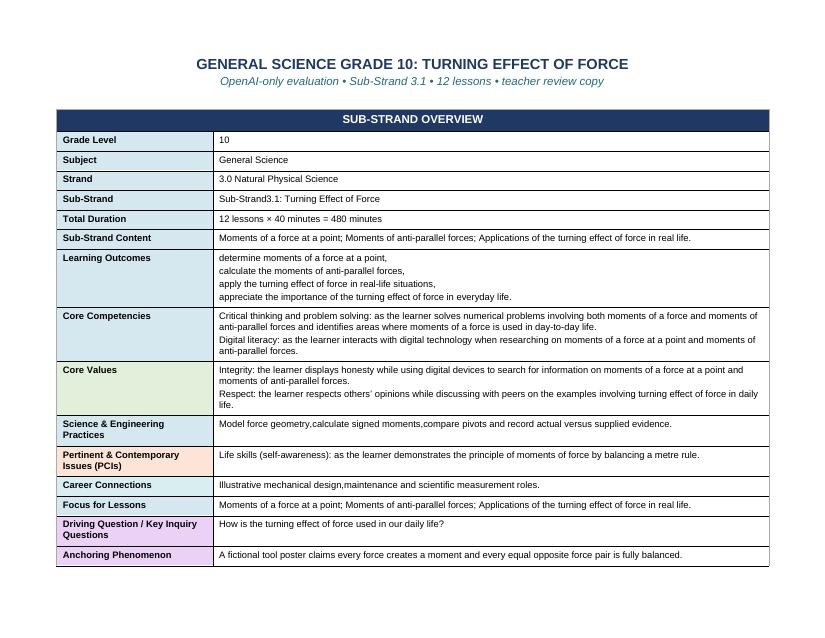 GENERAL SCIENCE GRADE 10: TURNING EFFECT OF FORCE
OpenAI-only evaluation • Sub-Strand 3.1 • 12 lessons • teacher review copy
SUB-STRAND OVERVIEW
Grade Level
10
Subject
General Science
Strand
3.0 Natural Physical Science
Sub-Strand
Sub-Strand3.1: Turning Effect of Force
Total Duration
12 lessons × 40 minutes = 480 minutes
Sub-Strand Content
Moments of a force at a point; Moments of anti-parallel forces; Applications of the turning effect of force in real life.
Learning Outcomes
determine moments of a force at a point,
calculate the moments of anti-parallel forces,
apply the turning effect of force in real-life situations,
appreciate the importance of the turning effect of force in everyday life.
Core Competencies
Critical thinking and problem solving: as the learner solves numerical problems involving both moments of a force and moments of
anti-parallel forces and identifies areas where moments of a force is used in day-to-day life.
Digital literacy: as the learner interacts with digital technology when researching on moments of a force at a point and moments of
anti-parallel forces.
Core Values
Integrity: the learner displays honesty while using digital devices to search for information on moments of a force at a point and
moments of anti-parallel forces.
Respect: the learner respects others’ opinions while discussing with peers on the examples involving turning effect of force in daily
life.
Science & Engineering
Practices
Model force geometry,calculate signed moments,compare pivots and record actual versus supplied evidence.
Pertinent & Contemporary
Issues (PCIs)
Life skills (self-awareness): as the learner demonstrates the principle of moments of force by balancing a metre rule.
Career Connections
Illustrative mechanical design,maintenance and scientific measurement roles.
Focus for Lessons
Moments of a force at a point; Moments of anti-parallel forces; Applications of the turning effect of force in real life.
Driving Question / Key Inquiry
Questions
How is the turning effect of force used in our daily life?
Anchoring Phenomenon
A fictional tool poster claims every force creates a moment and every equal opposite force pair is fully balanced.